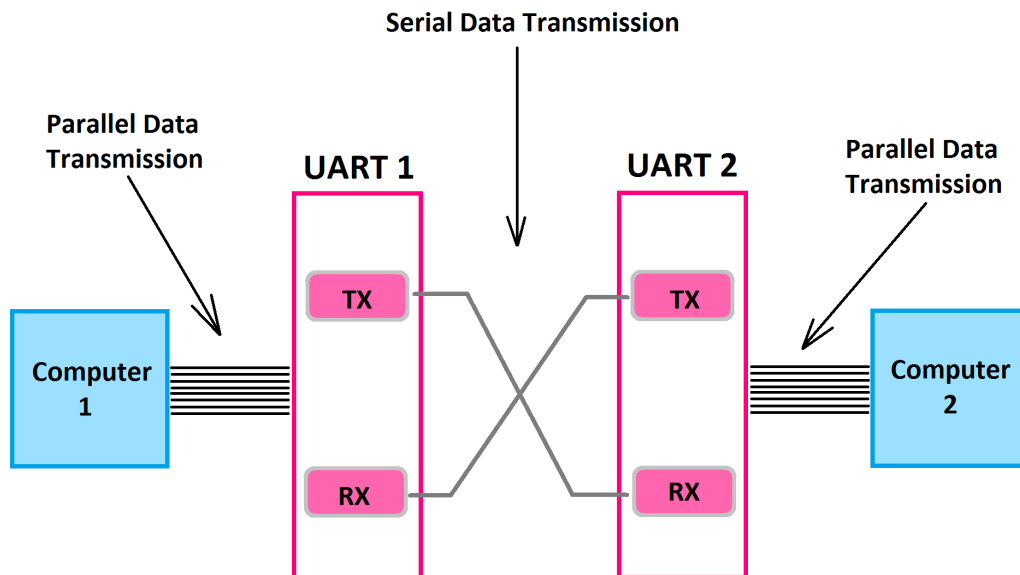 Serial Data Transmission
Parallel Data
Transmission
Parallel Data
Transmission
UART 1
UART 2
TX
TX
Computer
1
Computer
2
RX
RX